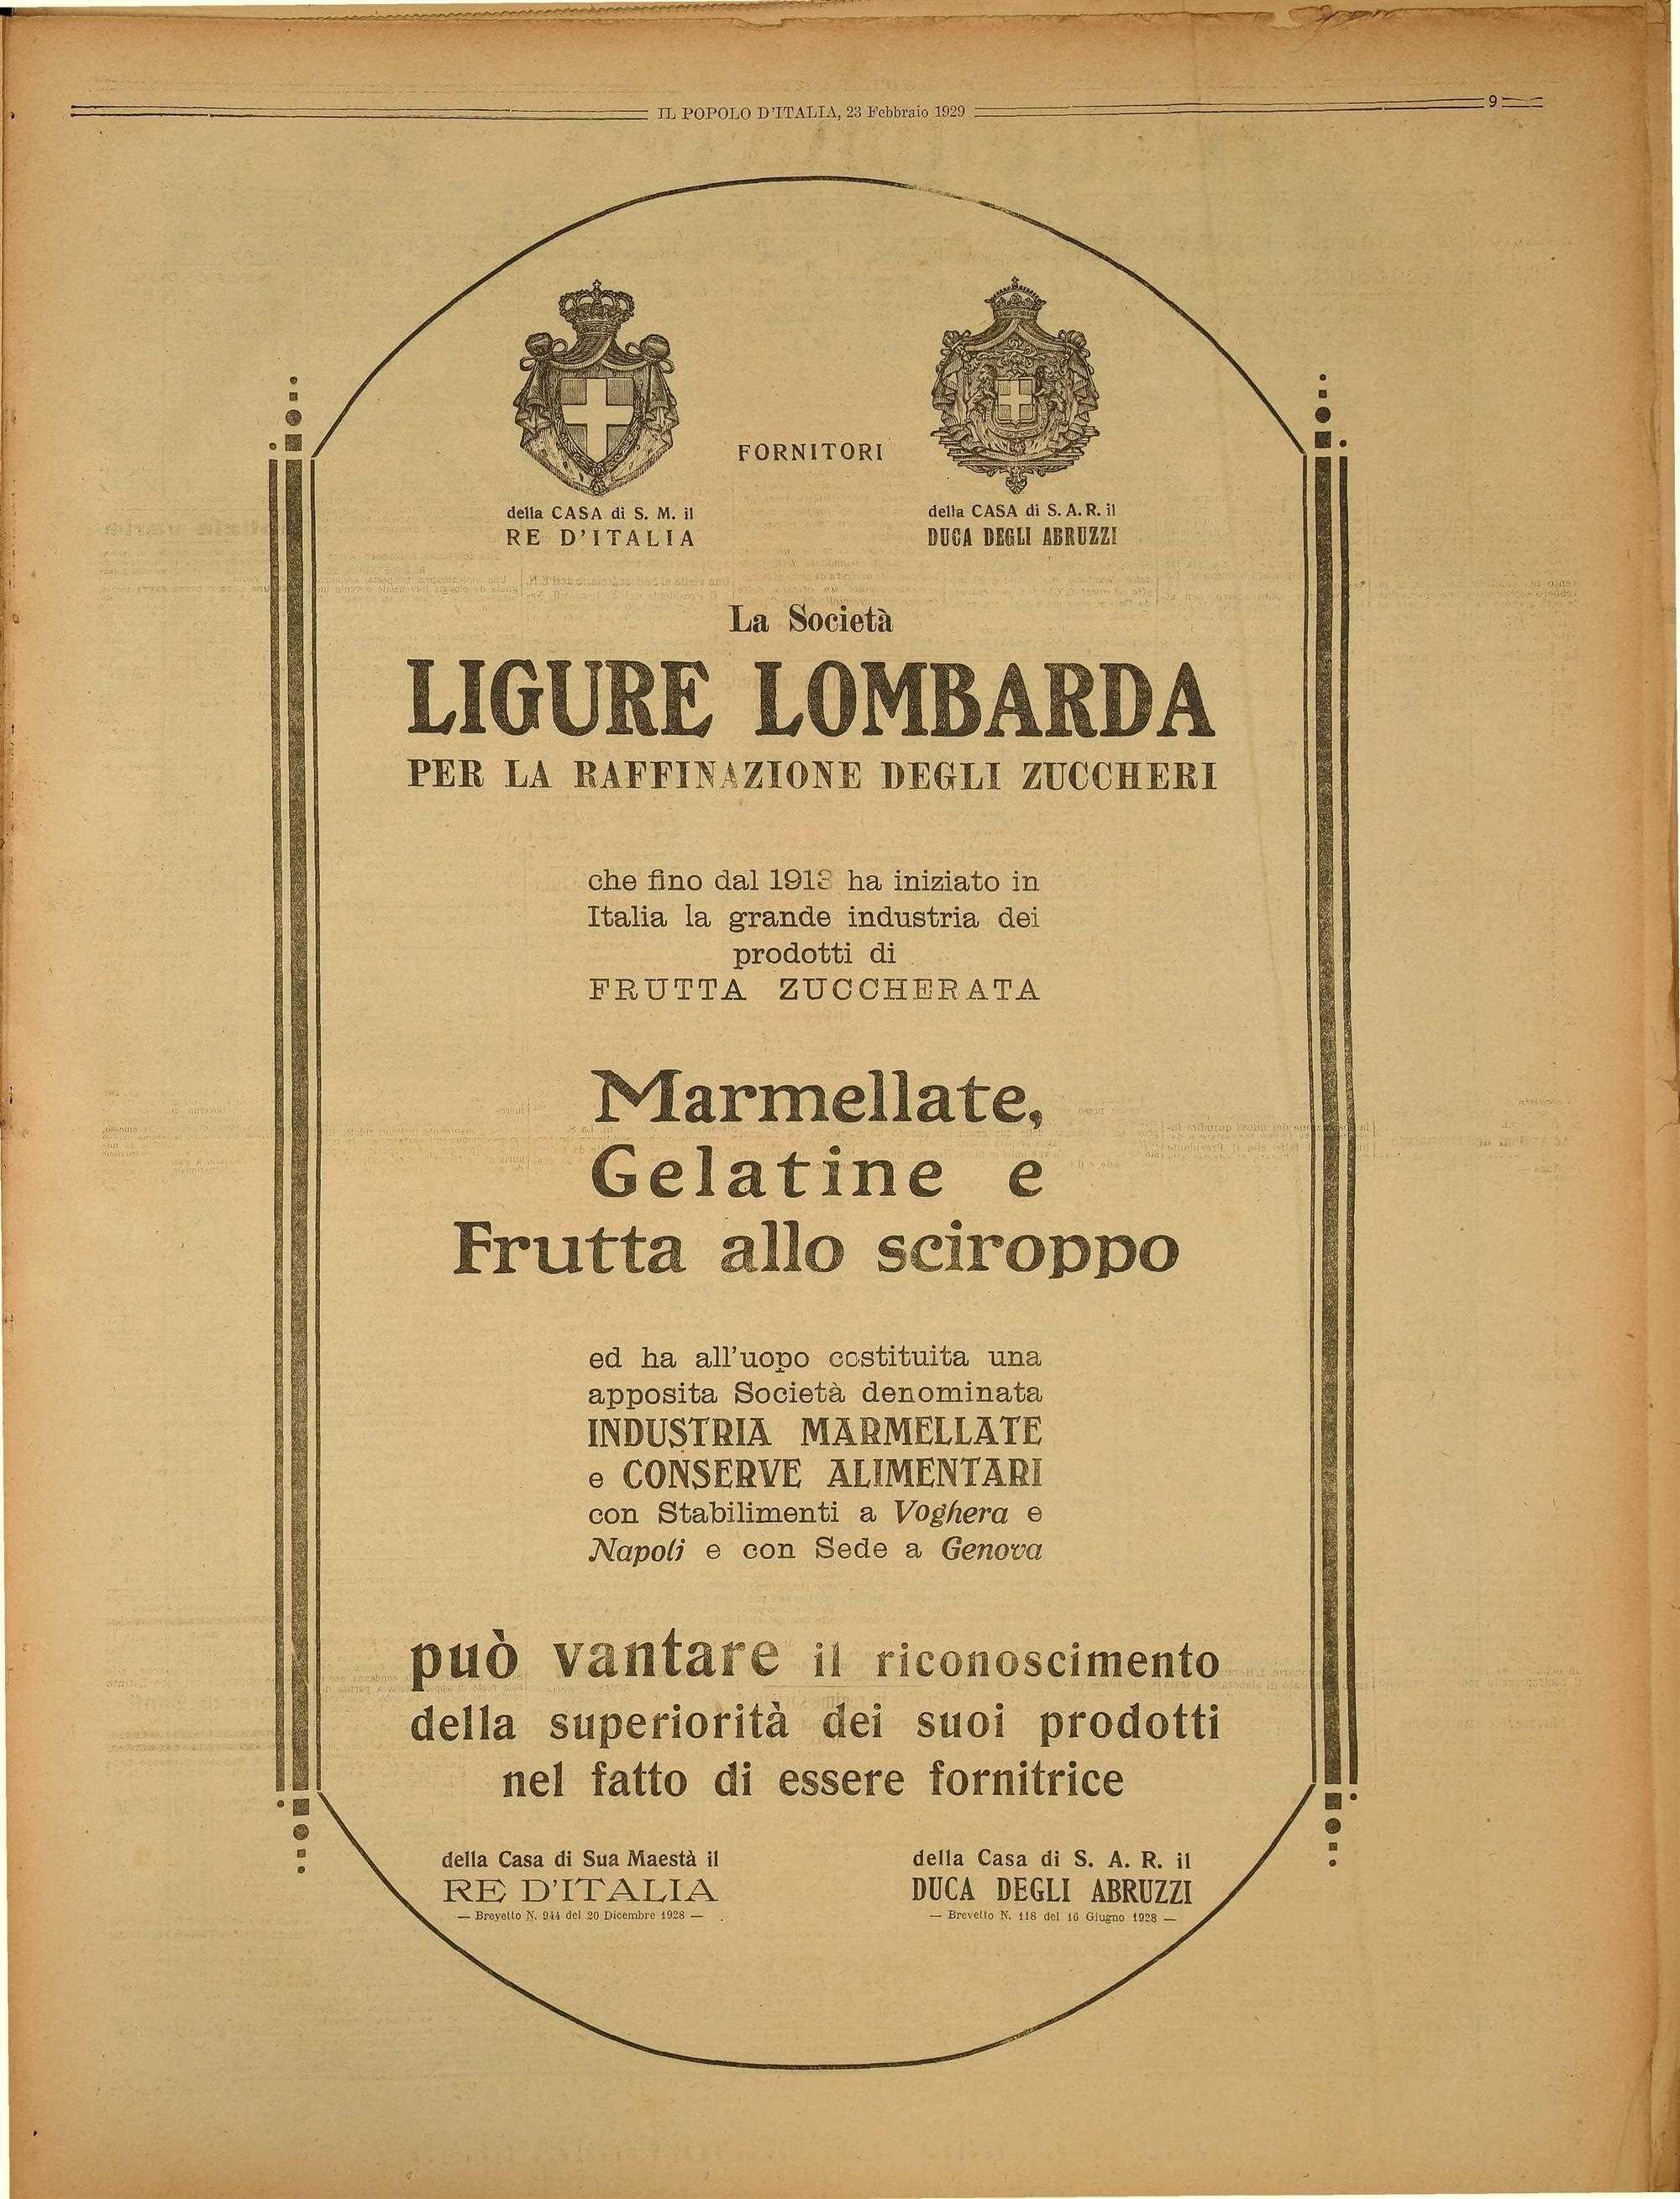 IL POPOLO D'ITALIA, 23 Febbraio 1929
9
FORNITORI
della CASA di S. M. il
RE D'ITALIA
della CASA di S. A. R. il
DUCA DEGLI ABRUZZI
La Società
LIGURE LOMBARDA
PER LA RAFFINAZIONE DEGLI ZUCCHERI
che fino dal 1913 ha iniziato in
Italia la grande industria dei
prodotti di
FRUTTA ZUCCHERATA
Marmellate,
Gelatine e
Frutta allo sciroppo
ed ha all'uopo costituita una
apposita Società denominata
INDUSTRIA MARMELLATE
e CONSERVE ALIMENTARI
con Stabilimenti a Voghera e
Napoli e con Sede a Genova
può vantare il riconoscimento
della superiorità dei suoi prodotti
nel fatto di essere fornitrice
della Casa di Sua Maestà il
RE D'ITALIA
— Brevetto N. 944 del 20 Dicembre 1928 —
della Casa di S. A. R. il
DUCA DEGLI ABRUZZI
— Brevetto N. 118 del 16 Giugno 1928 —